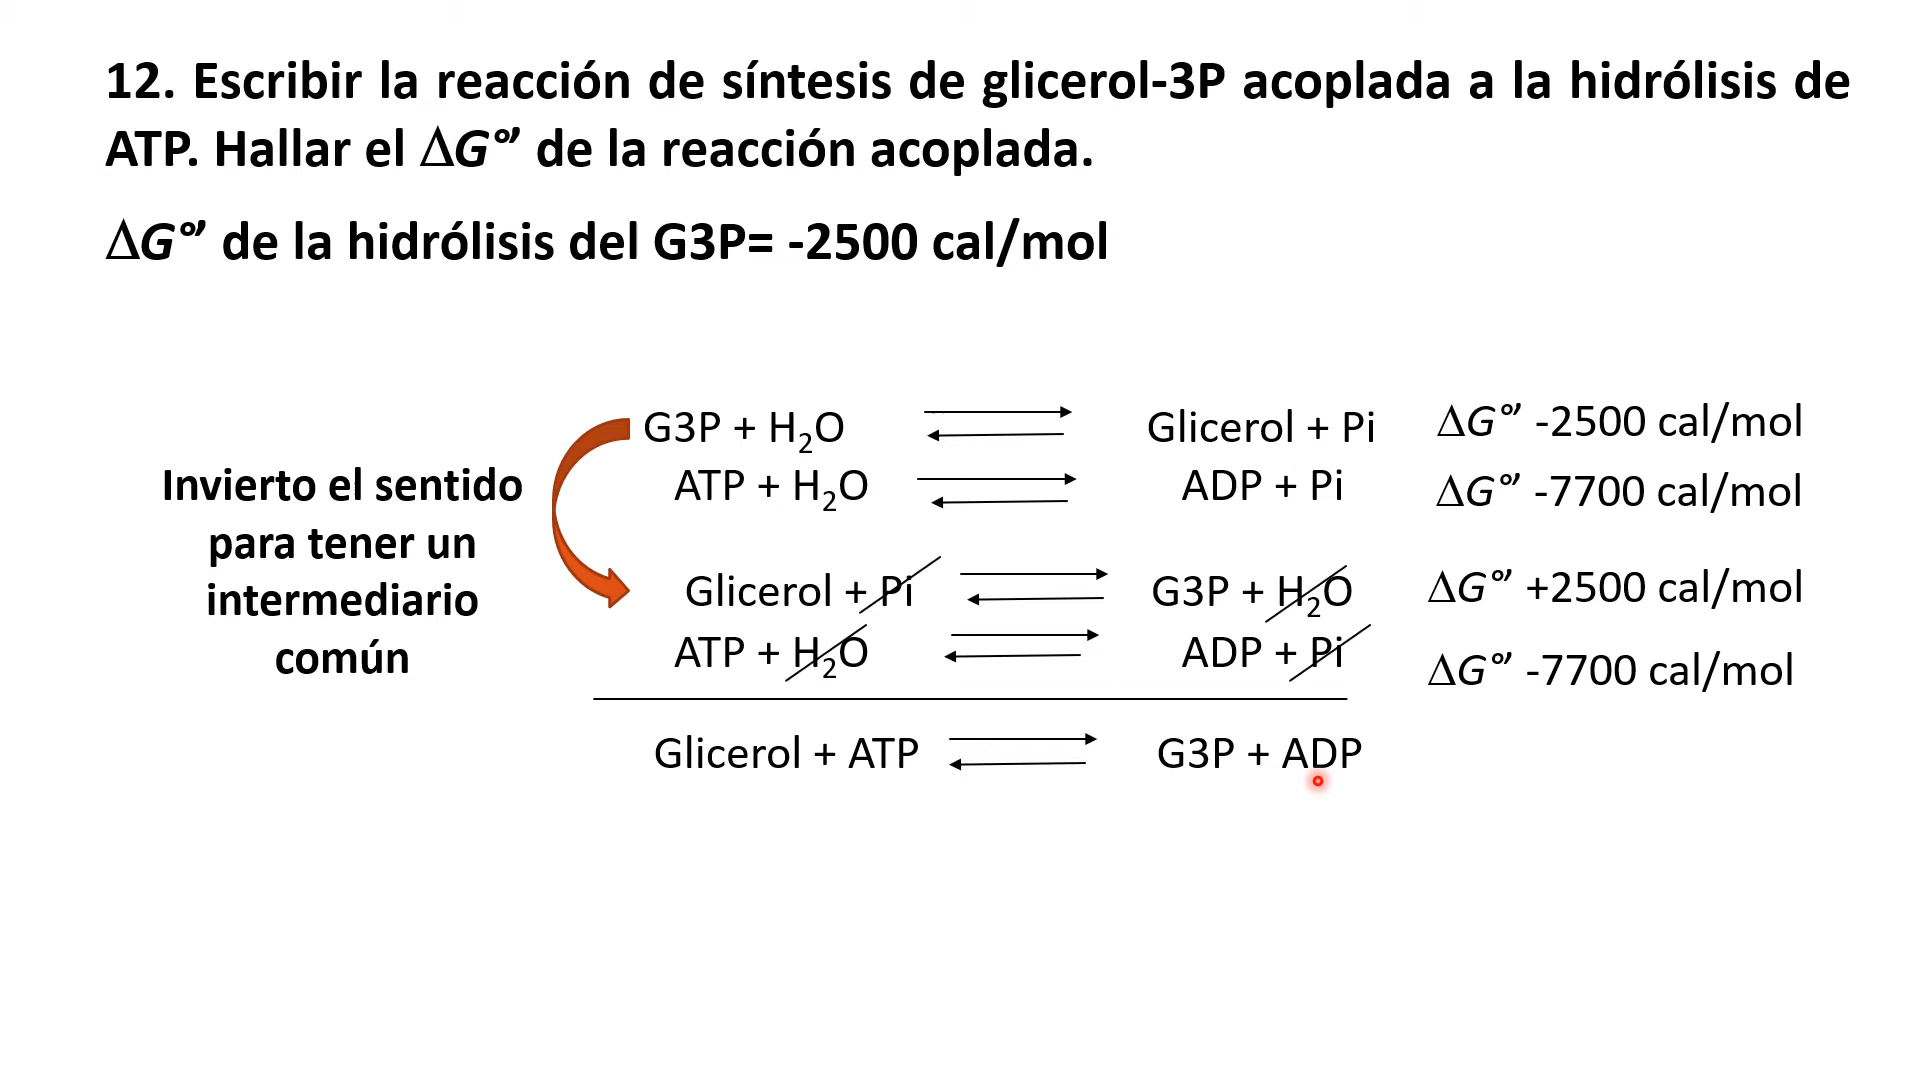 12. Escribir la reacción de síntesis de glicerol-3P acoplada a la hidrólisis de
ATP. Hallar el ΔG°’ de la reacción acoplada.
ΔG°’ de la hidrólisis del G3P= -2500 cal/mol
G3P + H₂O Glicerol + Pi ΔG°’ -2500 cal/mol
ATP + H₂O ADP + Pi ΔG°’ -7700 cal/mol
Invierto el sentido
para tener un
intermediario
común
Glicerol + Pi G3P + H₂O ΔG°’ +2500 cal/mol
ATP + H₂O ADP + Pi ΔG°’ -7700 cal/mol
Glicerol + ATP G3P + ADP